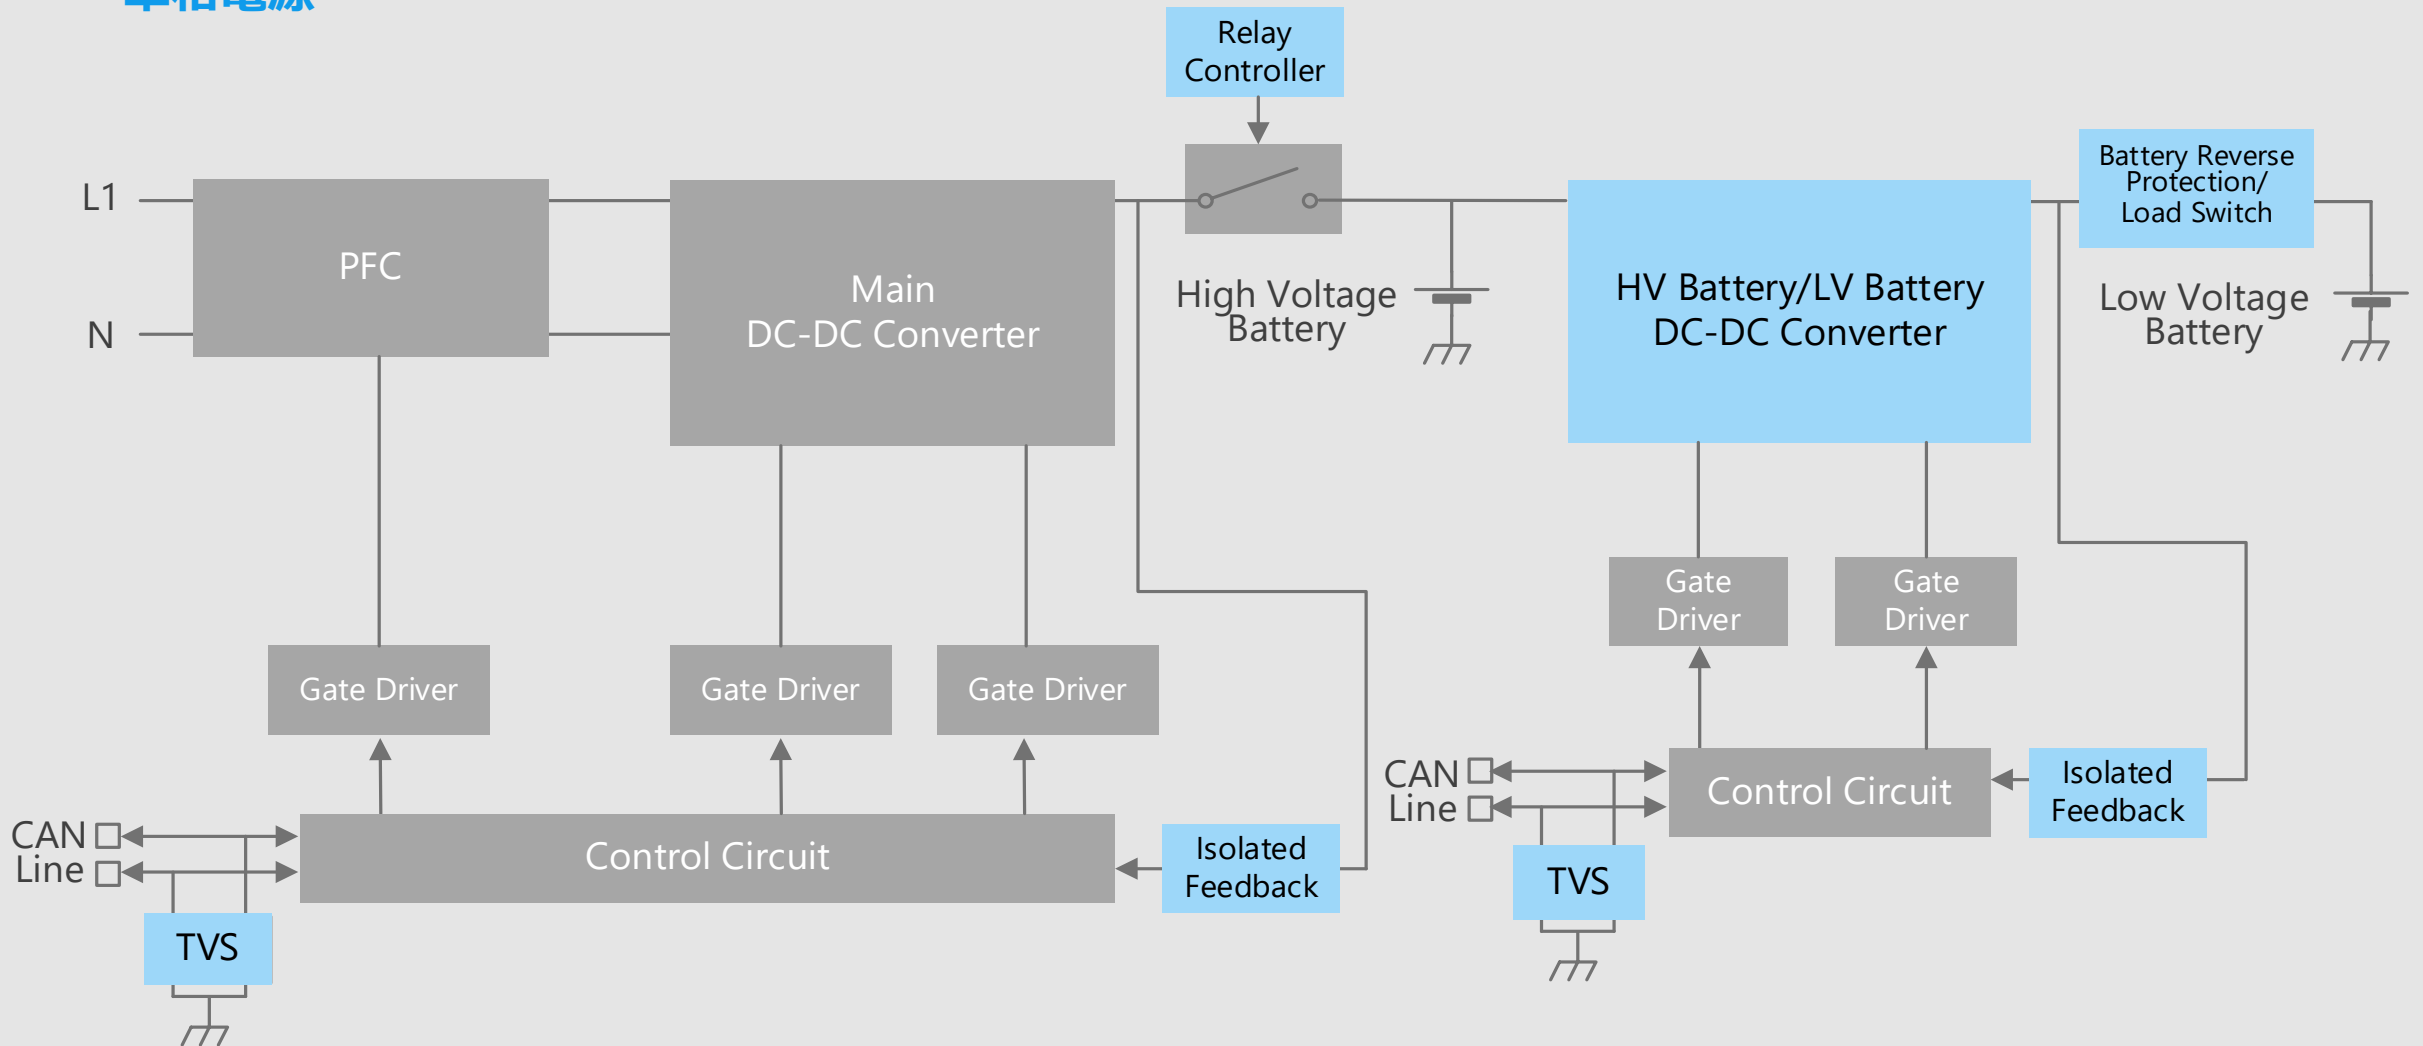 Relay
Controller
L1
N
PFC
Main
DC-DC Converter
High Voltage
Battery
HV Battery/LV Battery
DC-DC Converter
Battery Reverse
Protection/
Load Switch
Low Voltage
Battery
Gate Driver
Gate Driver
Gate Driver
Gate
Driver
Gate
Driver
CAN
Line
Control Circuit
Isolated
Feedback
TVS
CAN
Line
Control Circuit
Isolated
Feedback
TVS